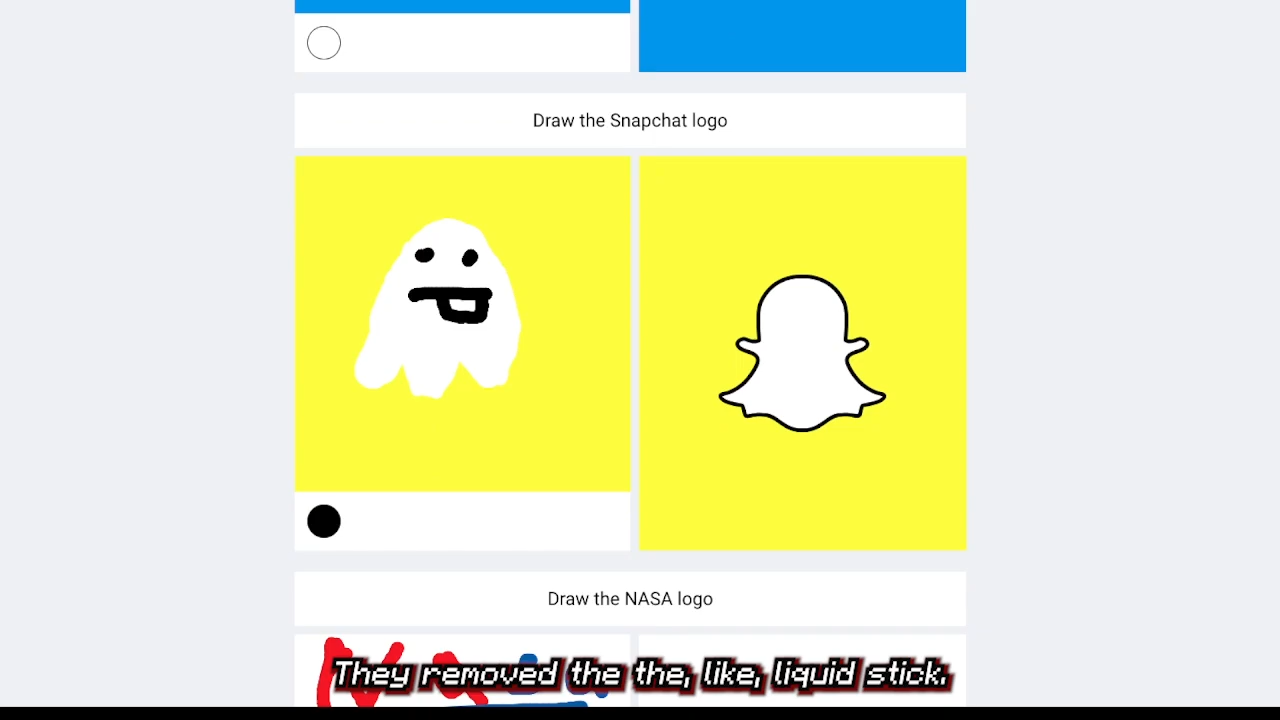 Draw the Snapchat logo
Draw the NASA logo
They removed the the, like, liquid stick.